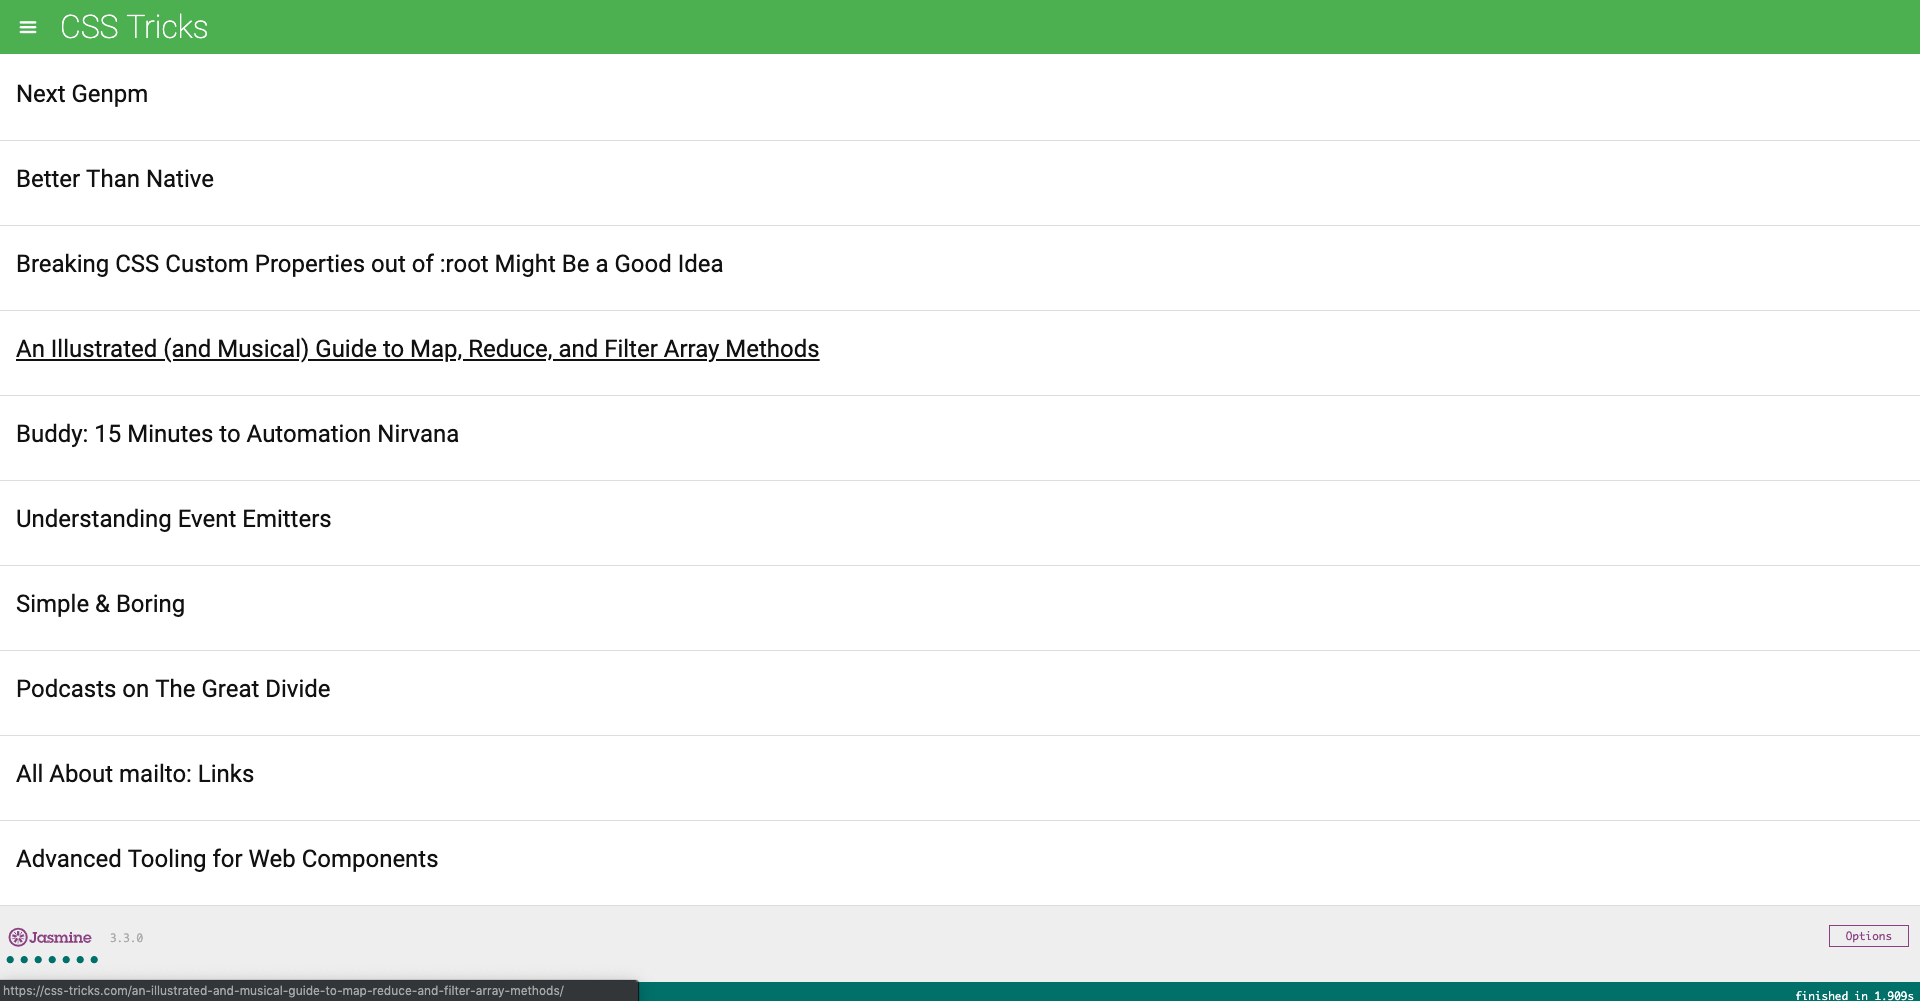 CSS Tricks
Next Genpm
Better Than Native
Breaking CSS Custom Properties out of :root Might Be a Good Idea
An Illustrated (and Musical) Guide to Map, Reduce, and Filter Array Methods
Buddy: 15 Minutes to Automation Nirvana
Understanding Event Emitters
Simple & Boring
Podcasts on The Great Divide
All About mailto: Links
Advanced Tooling for Web Components
Jasmine 3.3.0
Options
https://css-tricks.com/an-illustrated-and-musical-guide-to-map-reduce-and-filter-array-methods/
finished in 1.909s